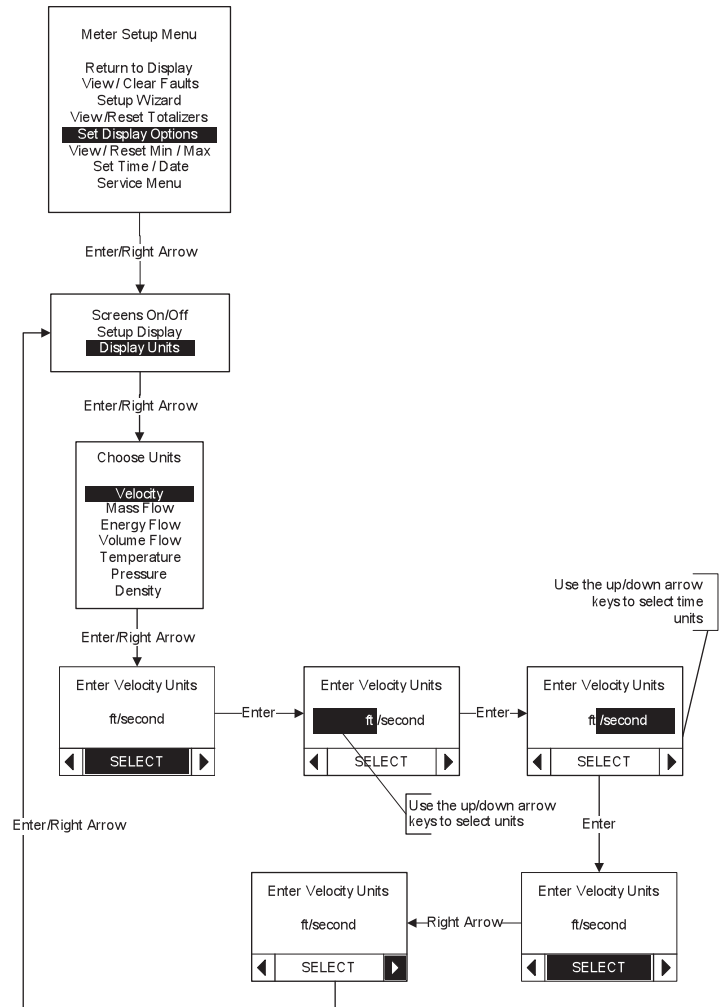 Meter Setup Menu
Return to Display
View / Clear Faults
Setup Wizard
View /Reset Totalizers
Set Display Options
View / Reset Min / Max
Set Time / Date
Service Menu
Enter/Right Arrow
Screens On/Off
Setup Display
Display Units
Enter/Right Arrow
Choose Units
Velocity
Mass Flow
Energy Flow
Volume Flow
Temperature
Pressure
Density
Use the up/down arrow
keys to select time
units
Enter/Right Arrow
Enter Velocity Units
ft/second
SELECT
Enter
Enter Velocity Units
ft /second
SELECT
Enter
Enter Velocity Units
ft /second
SELECT
Use the up/down arrow
keys to select units
Enter
Enter/Right Arrow
Enter Velocity Units
ft/second
SELECT
Right Arrow
Enter Velocity Units
ft/second
SELECT